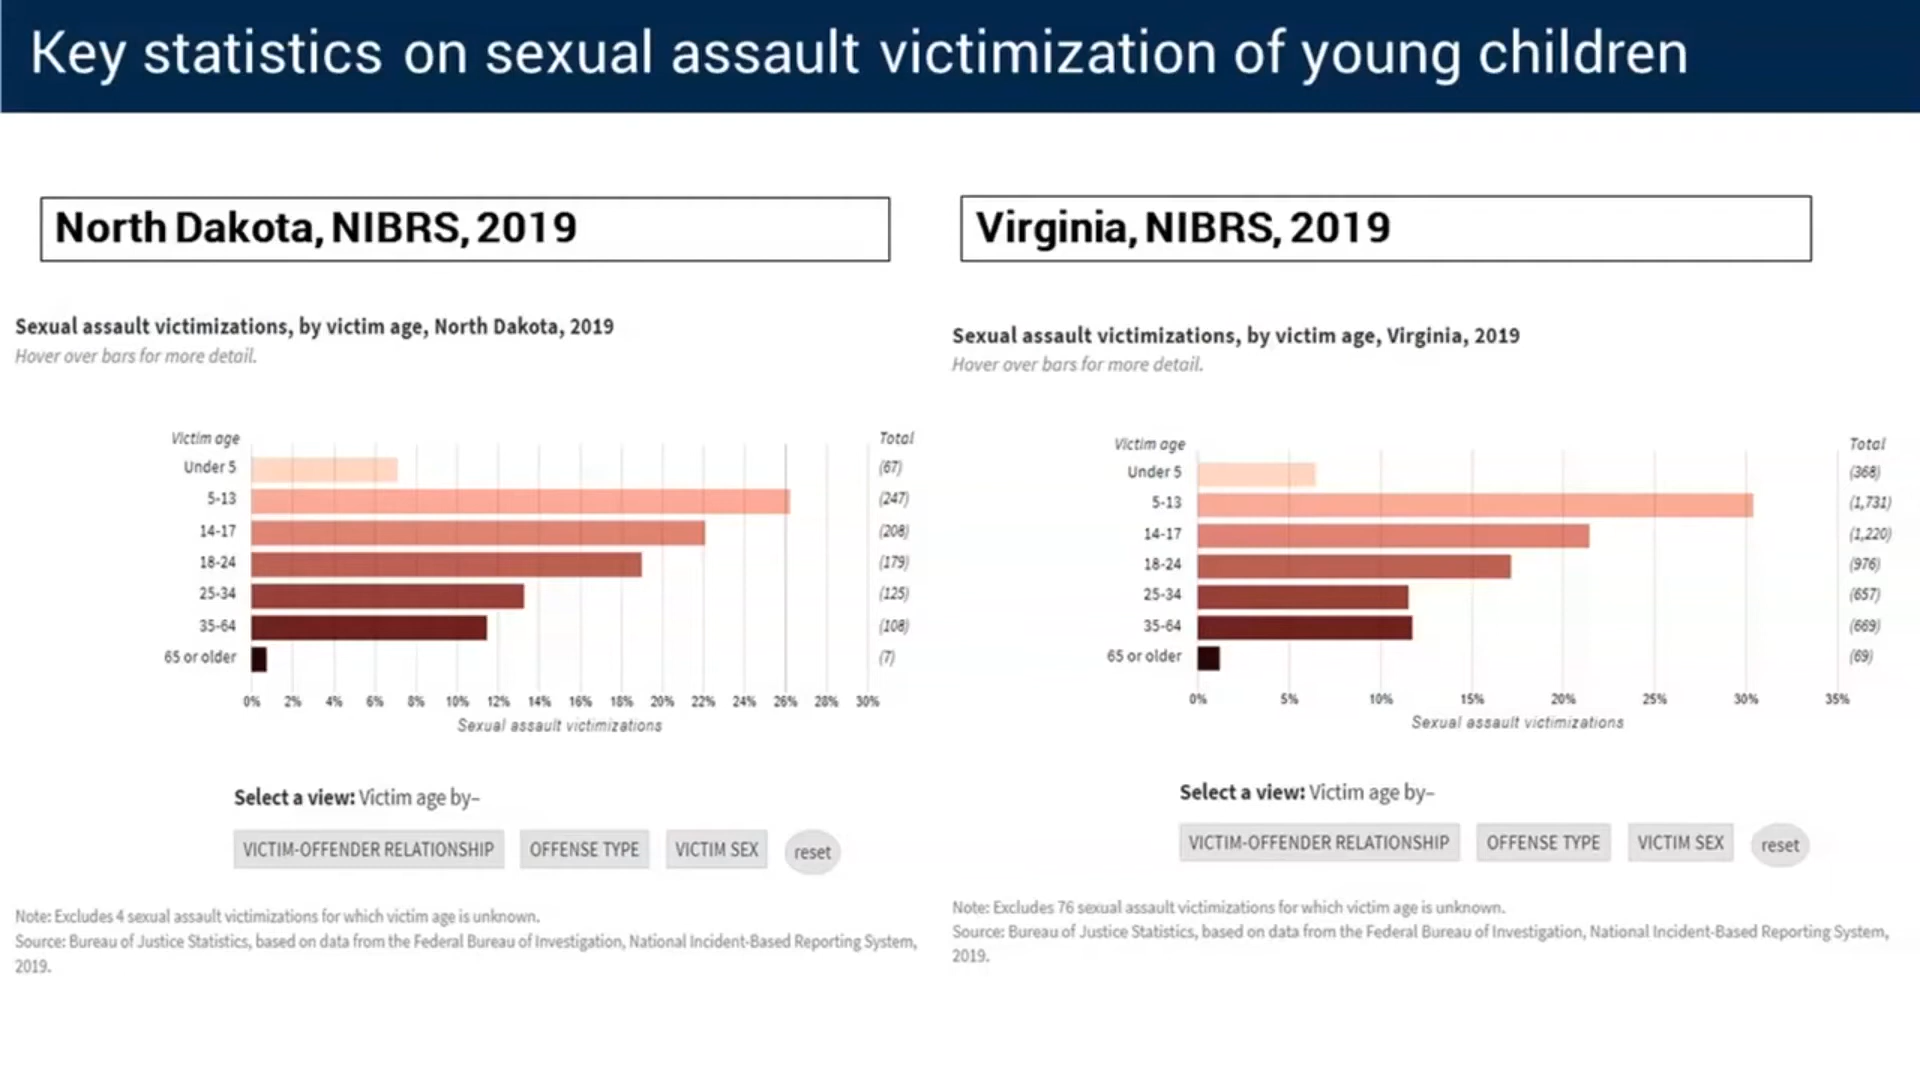 Key statistics on sexual assault victimization of young children
North Dakota, NIBRS, 2019
Sexual assault victimizations, by victim age, North Dakota, 2019
Hover over bars for more detail.
Victim age Total
Under 5 (67)
5-13 (247)
14-17 (208)
18-24 (179)
25-34 (125)
35-64 (108)
65 or older (7)
0% 2% 4% 6% 8% 10% 12% 14% 16% 18% 20% 22% 24% 26% 28% 30%
Sexual assault victimizations
Select a view: Victim age by–
VICTIM-OFFENDER RELATIONSHIP OFFENSE TYPE VICTIM SEX reset
Note: Excludes 4 sexual assault victimizations for which victim age is unknown.
Source: Bureau of Justice Statistics, based on data from the Federal Bureau of Investigation, National Incident-Based Reporting System,
2019.
Virginia, NIBRS, 2019
Sexual assault victimizations, by victim age, Virginia, 2019
Hover over bars for more detail.
Victim age Total
Under 5 (368)
5-13 (1,731)
14-17 (1,220)
18-24 (976)
25-34 (657)
35-64 (669)
65 or older (69)
0% 5% 10% 15% 20% 25% 30% 35%
Sexual assault victimizations
Select a view: Victim age by–
VICTIM-OFFENDER RELATIONSHIP OFFENSE TYPE VICTIM SEX reset
Note: Excludes 76 sexual assault victimizations for which victim age is unknown.
Source: Bureau of Justice Statistics, based on data from the Federal Bureau of Investigation, National Incident-Based Reporting System,
2019.